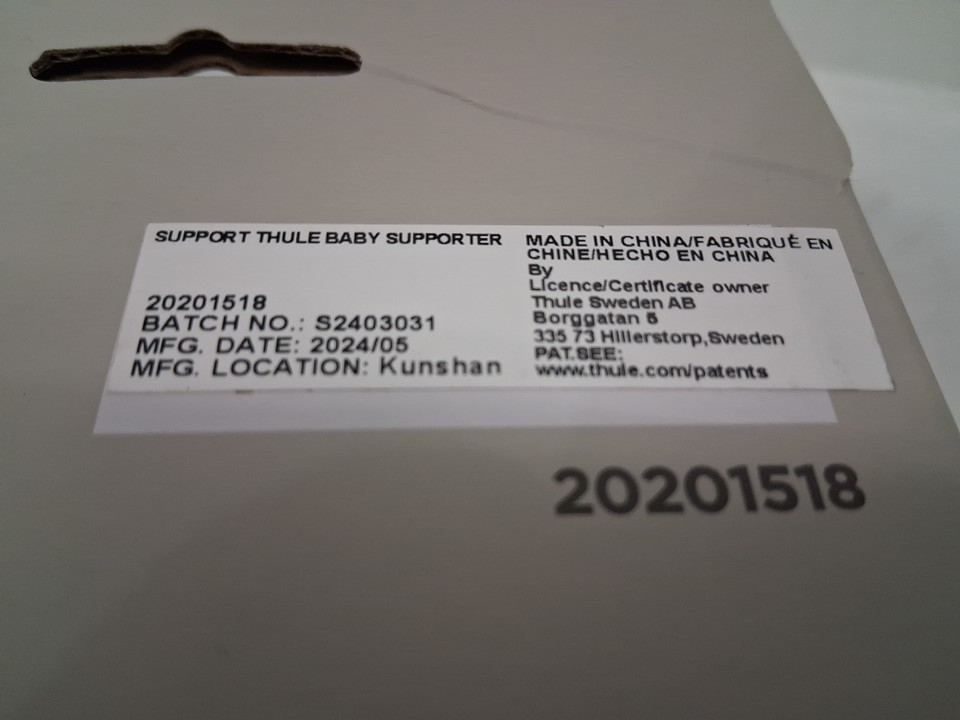 SUPPORT THULE BABY SUPPORTER
20201518
BATCH NO.: S2403031
MFG. DATE: 2024/05
MFG. LOCATION: Kunshan
MADE IN CHINA/FABRIQUÉ EN
CHINE/HECHO EN CHINA
By
Licence/Certificate owner
Thule Sweden AB
Borggatan 5
335 73 Hillerstorp,Sweden
PAT.SEE:
www.thule.com/patents
20201518